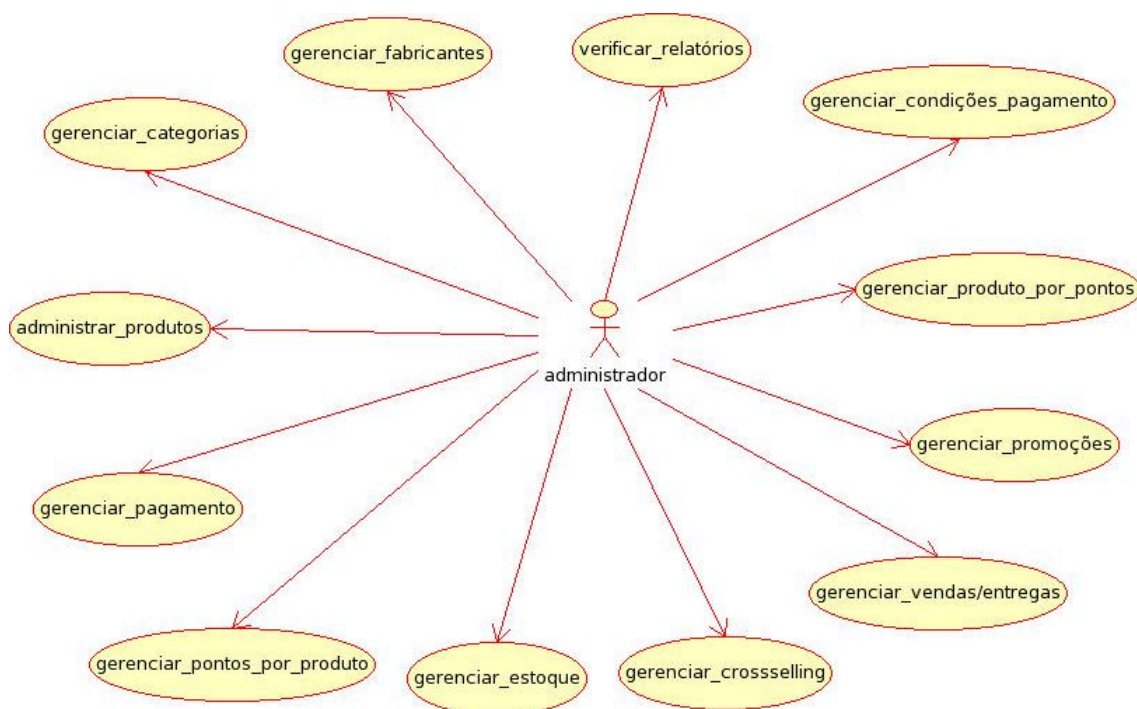 verificar_relatórios
gerenciar_fabricantes
gerenciar_condições_pagamento
gerenciar_categorias
gerenciar_produto_por_pontos
administrar_produtos
administrador
gerenciar_promoções
gerenciar_pagamento
gerenciar_vendas/entregas
gerenciar_pontos_por_produto
gerenciar_estoque
gerenciar_crossselling